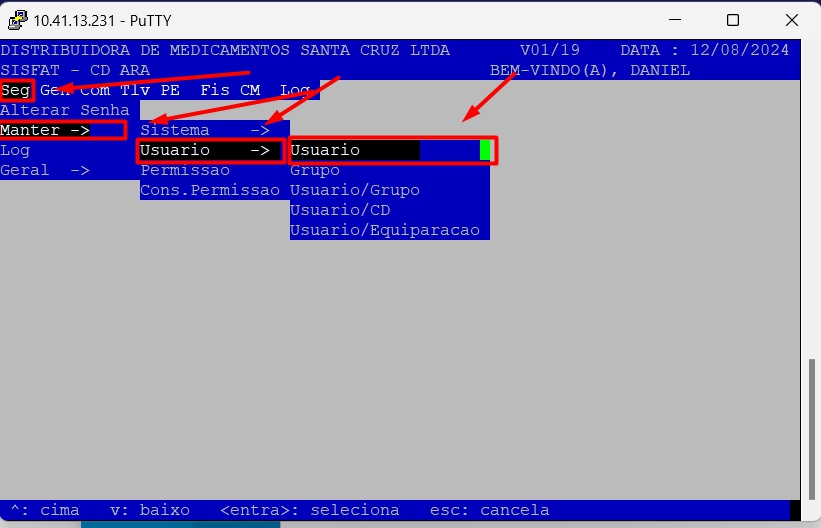 10.41.13.231 - PuTTY
DISTRIBUIDORA DE MEDICAMENTOS SANTA CRUZ LTDA V01/19 DATA : 12/08/2024
SISFAT - CD ARA BEM-VINDO(A), DANIEL
Seg Gen Com Tlv PE Fis CM Log
Alterar Senha
Manter -> Sistema ->
Log Usuario -> Usuario
Geral -> Permissao Grupo
Cons.Permissao Usuario/Grupo
Usuario/CD
Usuario/Equiparacao
^: cima v: baixo <entra>: seleciona esc: cancela